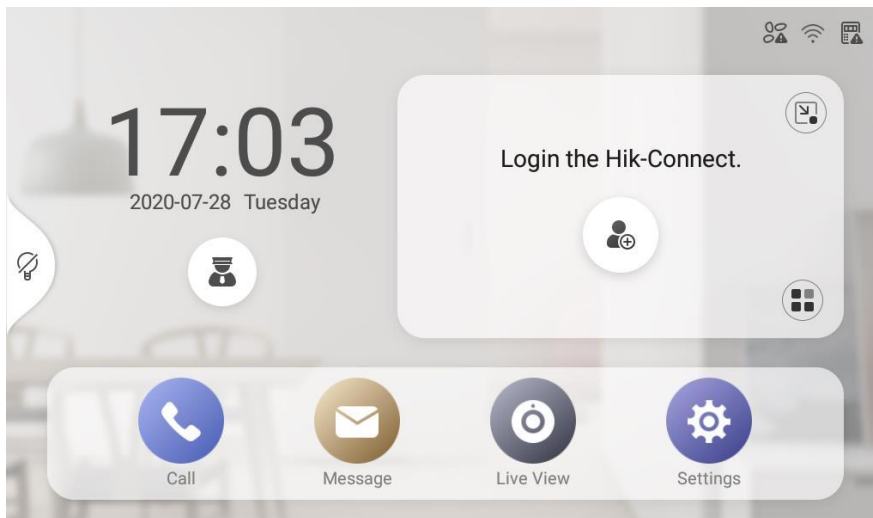 17:03
2020-07-28 Tuesday
Login the Hik-Connect.
Call
Message
Live View
Settings